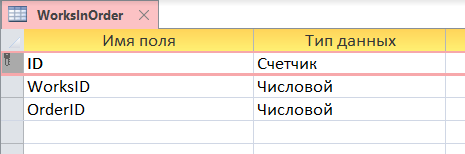 WorksInOrder
Имя поля Тип данных
ID Счетчик
WorksID Числовой
OrderID Числовой